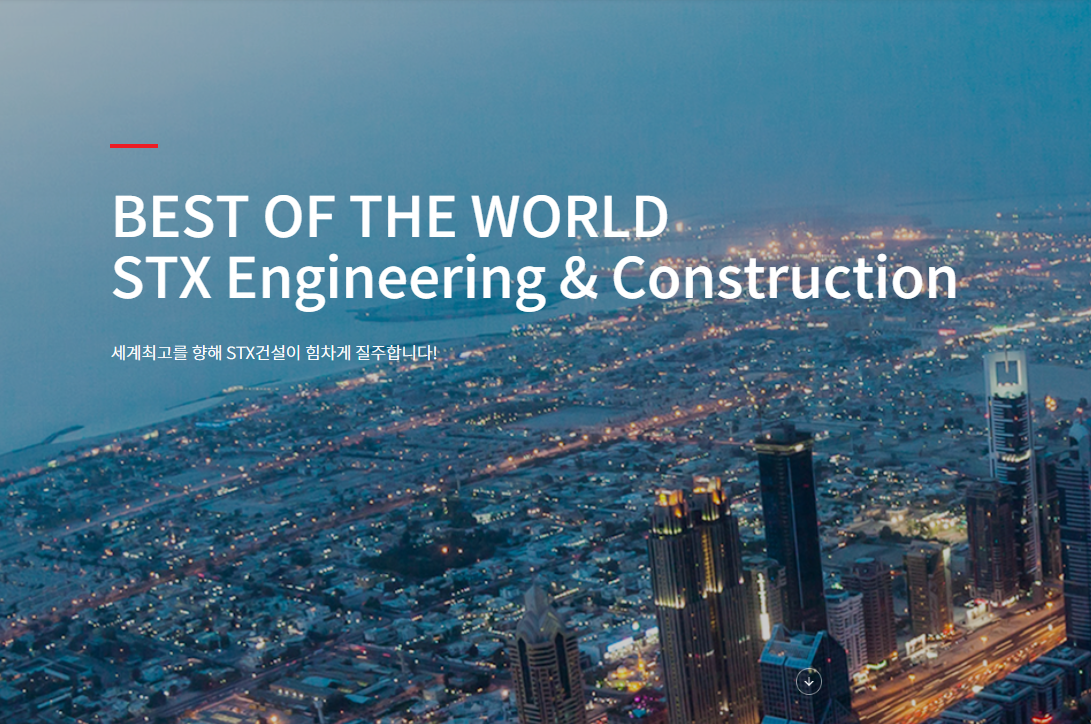 BEST OF THE WORLD
STX Engineering & Construction
세계최고를 향해 STX건설이 힘차게 질주합니다!